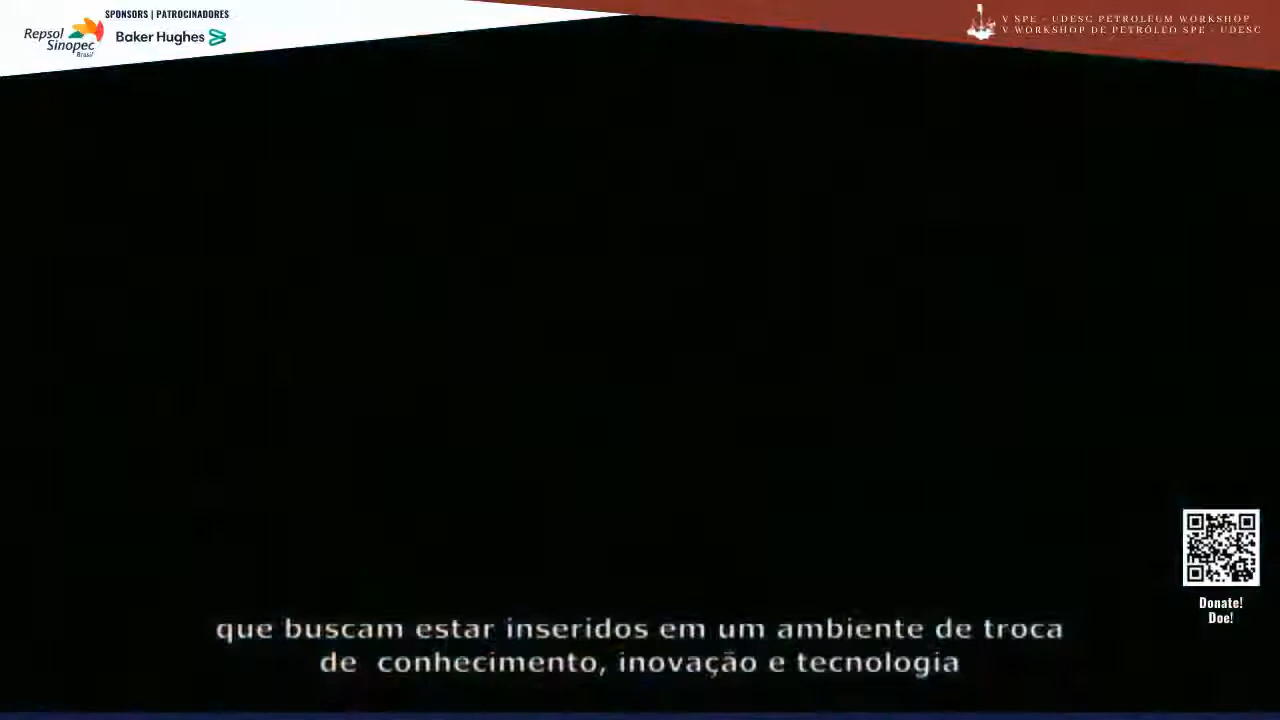 SPONSORS | PATROCINADORES
Repsol
Sinopec
Brasil
Baker Hughes
V SPE - UDESC PETROLEUM WORKSHOP
V WORKSHOP DE PETRÓLEO SPE - UDESC
Donate!
Doe!
que buscam estar inseridos em um ambiente de troca
de conhecimento, inovação e tecnologia